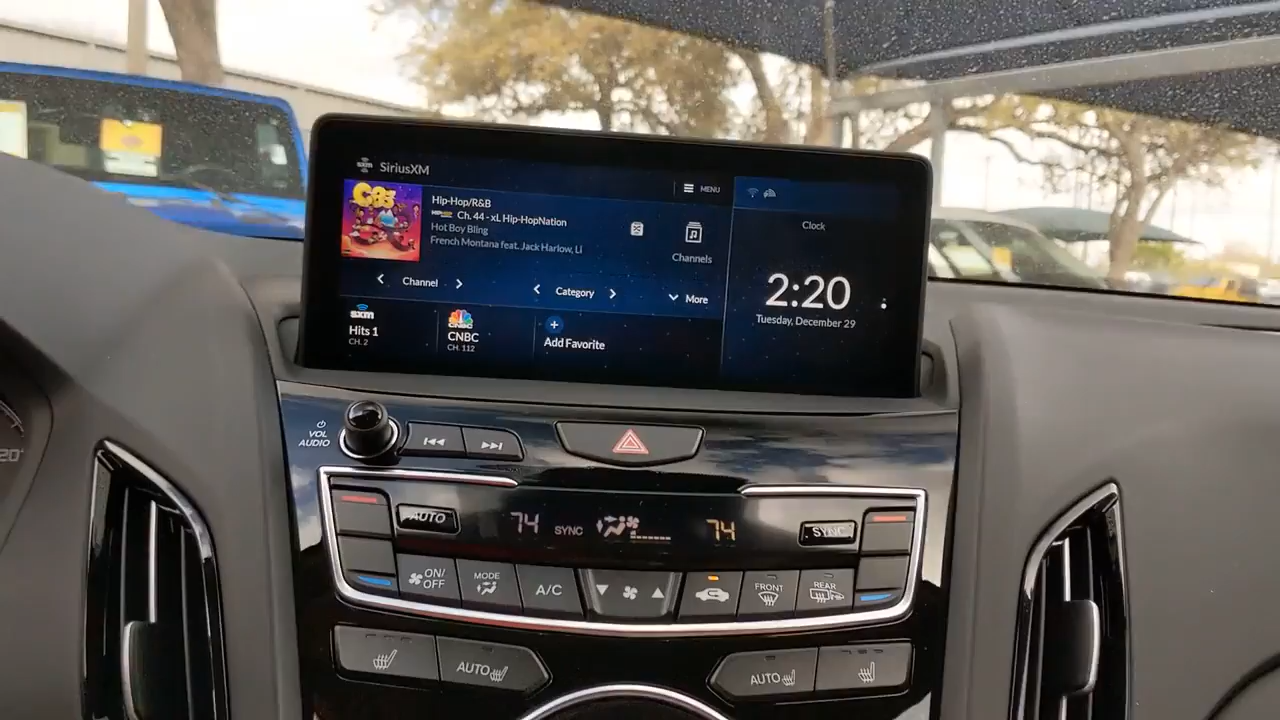 SiriusXM
MENU
Hip-Hop/R&B
Ch. 44 - xL Hip-HopNation
Hot Boy Bling
French Montana feat. Jack Harlow, Li
Channels
Channel
Category
More
sxm
Hits 1
CH. 2
CNBC
CNBC
CH. 112
Add Favorite
Clock
2:20
Tuesday, December 29
VOL
AUDIO
AUTO
74
SYNC
74
SYNC
ON/
OFF
MODE
A/C
FRONT
REAR
AUTO
AUTO
20